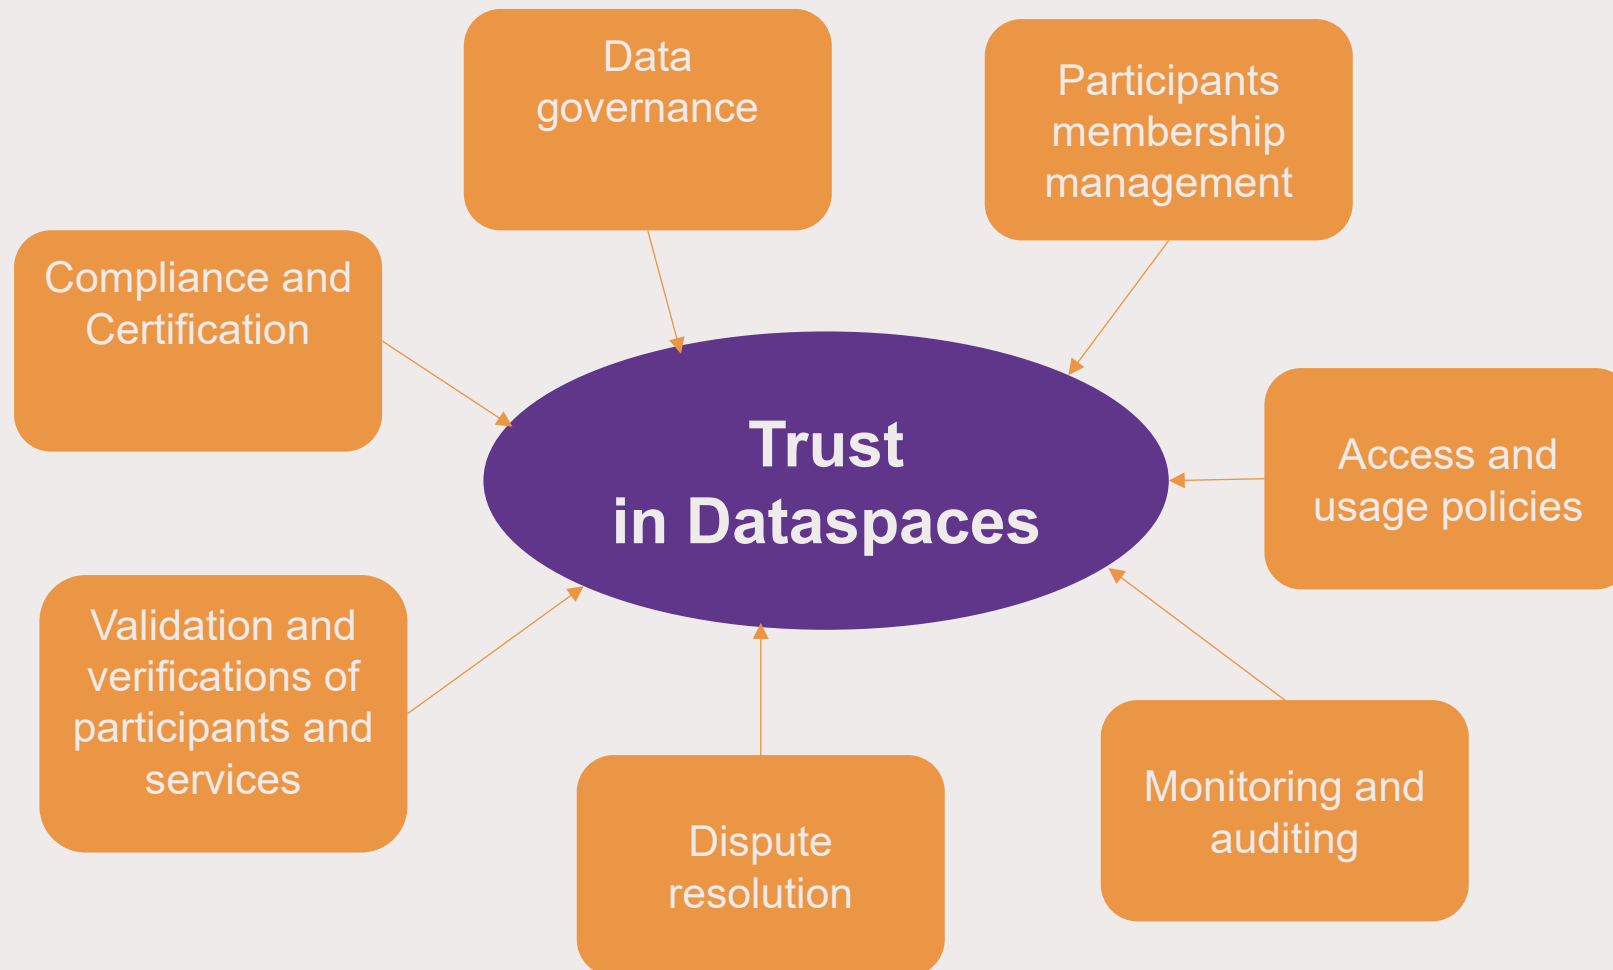 Data
governance
Participants
membership
management
Compliance and
Certification
Trust
in Dataspaces
Access and
usage policies
Validation and
verifications of
participants and
services
Dispute
resolution
Monitoring and
auditing